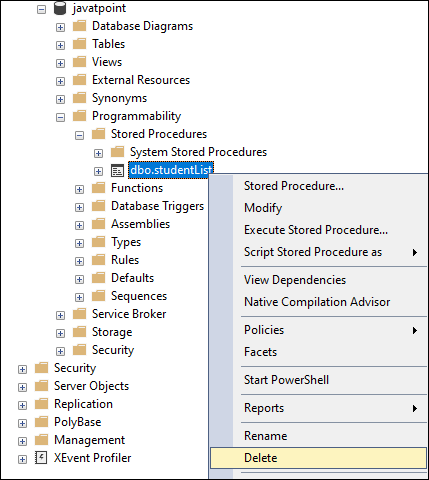 javatpoint
Database Diagrams
Tables
Views
External Resources
Synonyms
Programmability
Stored Procedures
System Stored Procedures
dbo.studentList
Functions
Database Triggers
Assemblies
Types
Rules
Defaults
Sequences
Service Broker
Storage
Security
Security
Server Objects
Replication
PolyBase
Management
XEvent Profiler
Stored Procedure...
Modify
Execute Stored Procedure...
Script Stored Procedure as
View Dependencies
Native Compilation Advisor
Policies
Facets
Start PowerShell
Reports
Rename
Delete